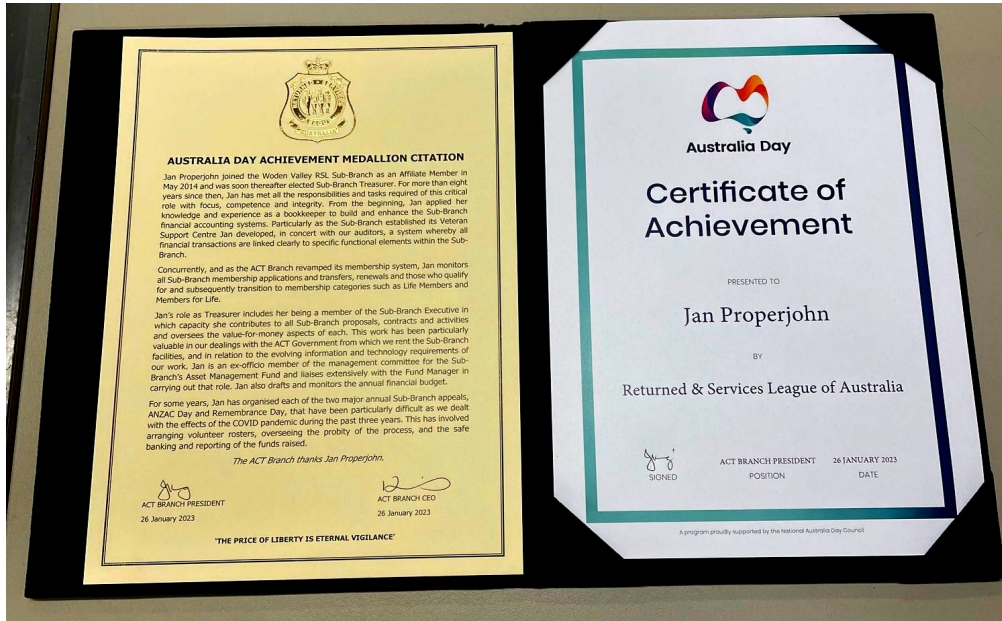 AUSTRALIA
AUSTRALIA DAY ACHIEVEMENT MEDALLION CITATION
Jan Properjohn joined the Woden Valley RSL Sub-Branch as an Affiliate Member in
May 2014 and was soon thereafter elected Sub-Branch Treasurer. For more than eight
years since then, Jan has met all the responsibilities and tasks required of this critical
role with focus, competence and integrity. From the beginning, Jan applied her
knowledge and experience as a bookkeeper to build and enhance the Sub-Branch
financial accounting systems. Particularly as the Sub-Branch established its Veteran
Support Centre Jan developed, in concert with our auditors, a system whereby all
financial transactions are linked clearly to specific functional elements within the Sub-
Branch.
Concurrently, and as the ACT Branch revamped its membership system, Jan monitors
all Sub-Branch membership applications and transfers, renewals and those who qualify
for and subsequently transition to membership categories such as Life Members and
Members for Life.
Jan's role as Treasurer includes her being a member of the Sub-Branch Executive in
which capacity she contributes to all Sub-Branch proposals, contracts and activities
and oversees the value-for-money aspects of each. This work has been particularly
valuable in our dealings with the ACT Government from which we rent the Sub-Branch
facilities, and in relation to the evolving information and technology requirements of
our work. Jan is an ex-officio member of the management committee for the Sub-
Branch's Asset Management Fund and liaises extensively with the Fund Manager in
carrying out that role. Jan also drafts and monitors the annual financial budget.
For some years, Jan has organised each of the two major annual Sub-Branch appeals,
ANZAC Day and Remembrance Day, that have been particularly difficult as we dealt
with the effects of the COVID pandemic during the past three years. This has involved
arranging volunteer rosters, overseeing the probity of the process, and the safe
banking and reporting of the funds raised.
The ACT Branch thanks Jan Properjohn.
ACT BRANCH PRESIDENT
26 January 2023
ACT BRANCH CEO
26 January 2023
'THE PRICE OF LIBERTY IS ETERNAL VIGILANCE'
Australia Day
Certificate of
Achievement
PRESENTED TO
Jan Properjohn
BY
Returned & Services League of Australia
SIGNED
ACT BRANCH PRESIDENT
POSITION
26 JANUARY 2023
DATE
A program proudly supported by the National Australia Day Council